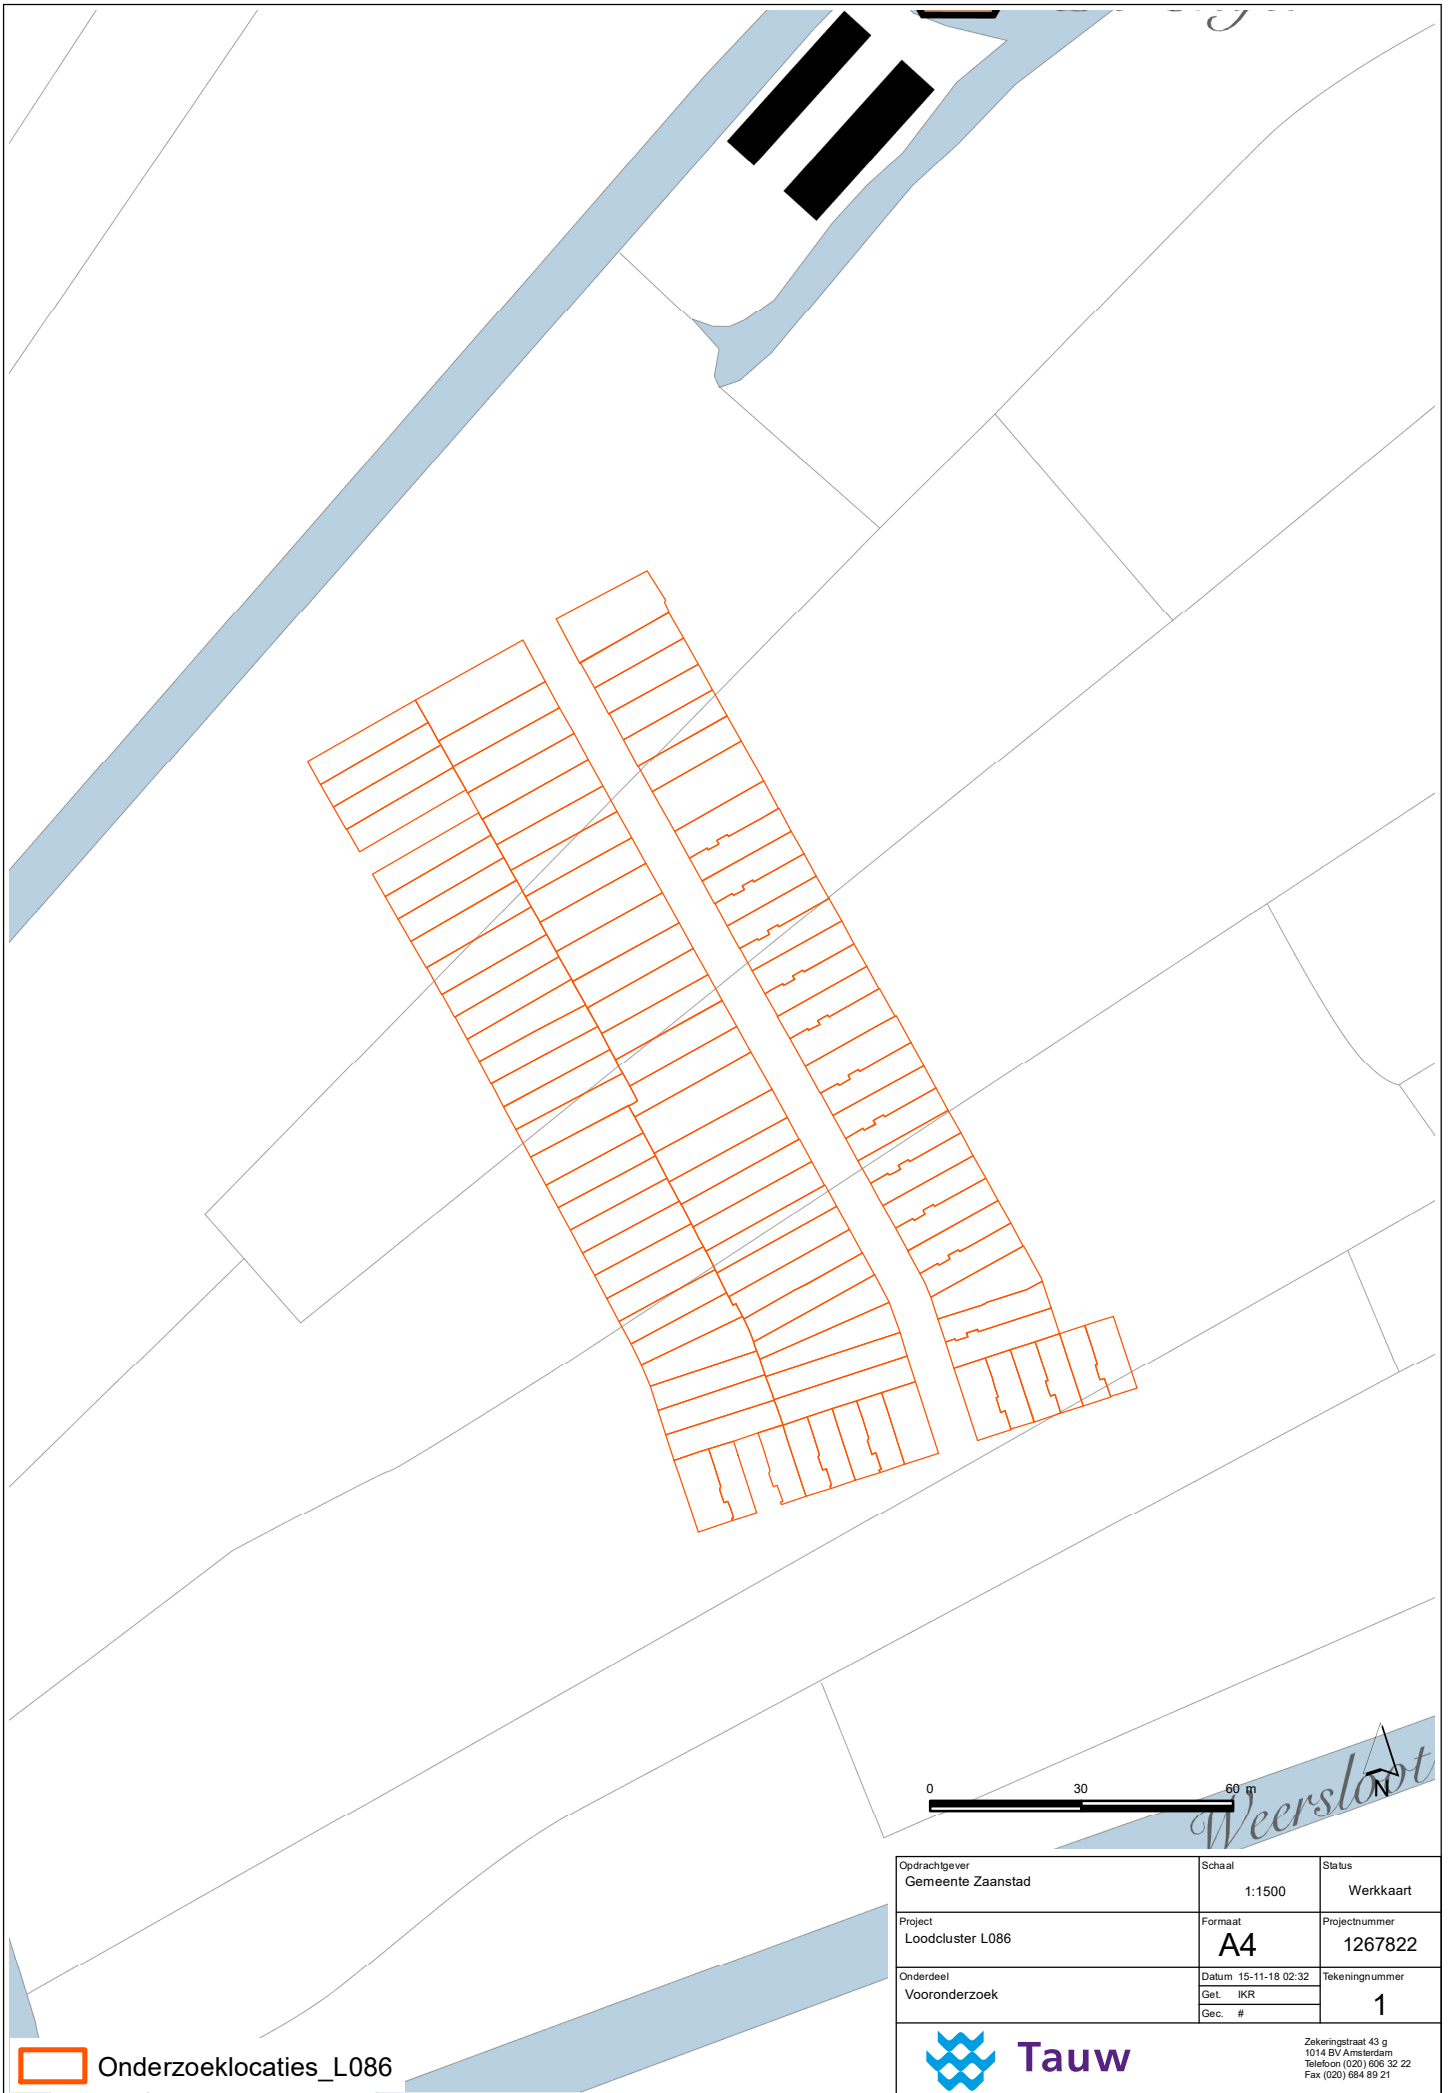 0 30 60 m
N
Weersloot
Opdrachtgever
Gemeente Zaanstad
Schaal
1:1500
Status
Werkkaart
Project
Loodcluster L086
Formaat
A4
Projectnummer
1267822
Onderdeel
Vooronderzoek
Datum 15-11-18 02:32
Get. IKR
Gec. #
Tekeningnummer
1
Tauw
Zekeringstraat 43 g
1014 BV Amsterdam
Telefoon (020) 606 32 22
Fax (020) 684 89 21
Onderzoeklocaties_L086